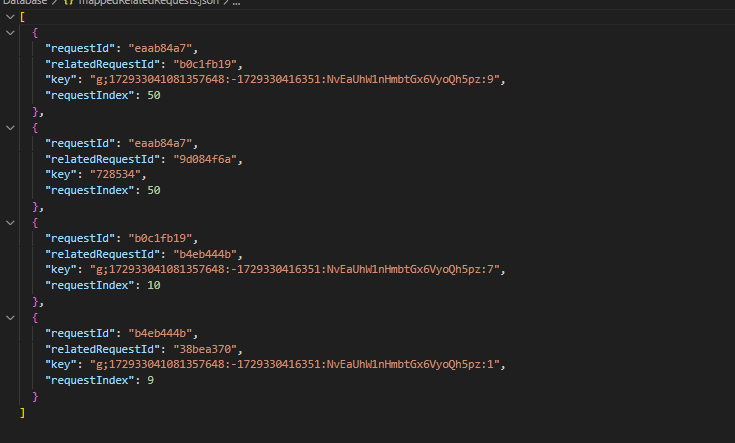 Database > {} mappedRelatedRequests.json > ...
[
{
"requestId": "eaab84a7",
"relatedRequestId": "b0c1fb19",
"key": "g;172933041081357648:-1729330416351:NvEaUhW1nHmbtGx6VyoQh5pz:9",
"requestIndex": 50
},
{
"requestId": "eaab84a7",
"relatedRequestId": "9d084f6a",
"key": "728534",
"requestIndex": 50
},
{
"requestId": "b0c1fb19",
"relatedRequestId": "b4eb444b",
"key": "g;172933041081357648:-1729330416351:NvEaUhW1nHmbtGx6VyoQh5pz:7",
"requestIndex": 10
},
{
"requestId": "b4eb444b",
"relatedRequestId": "38bea370",
"key": "g;172933041081357648:-1729330416351:NvEaUhW1nHmbtGx6VyoQh5pz:1",
"requestIndex": 9
}
]